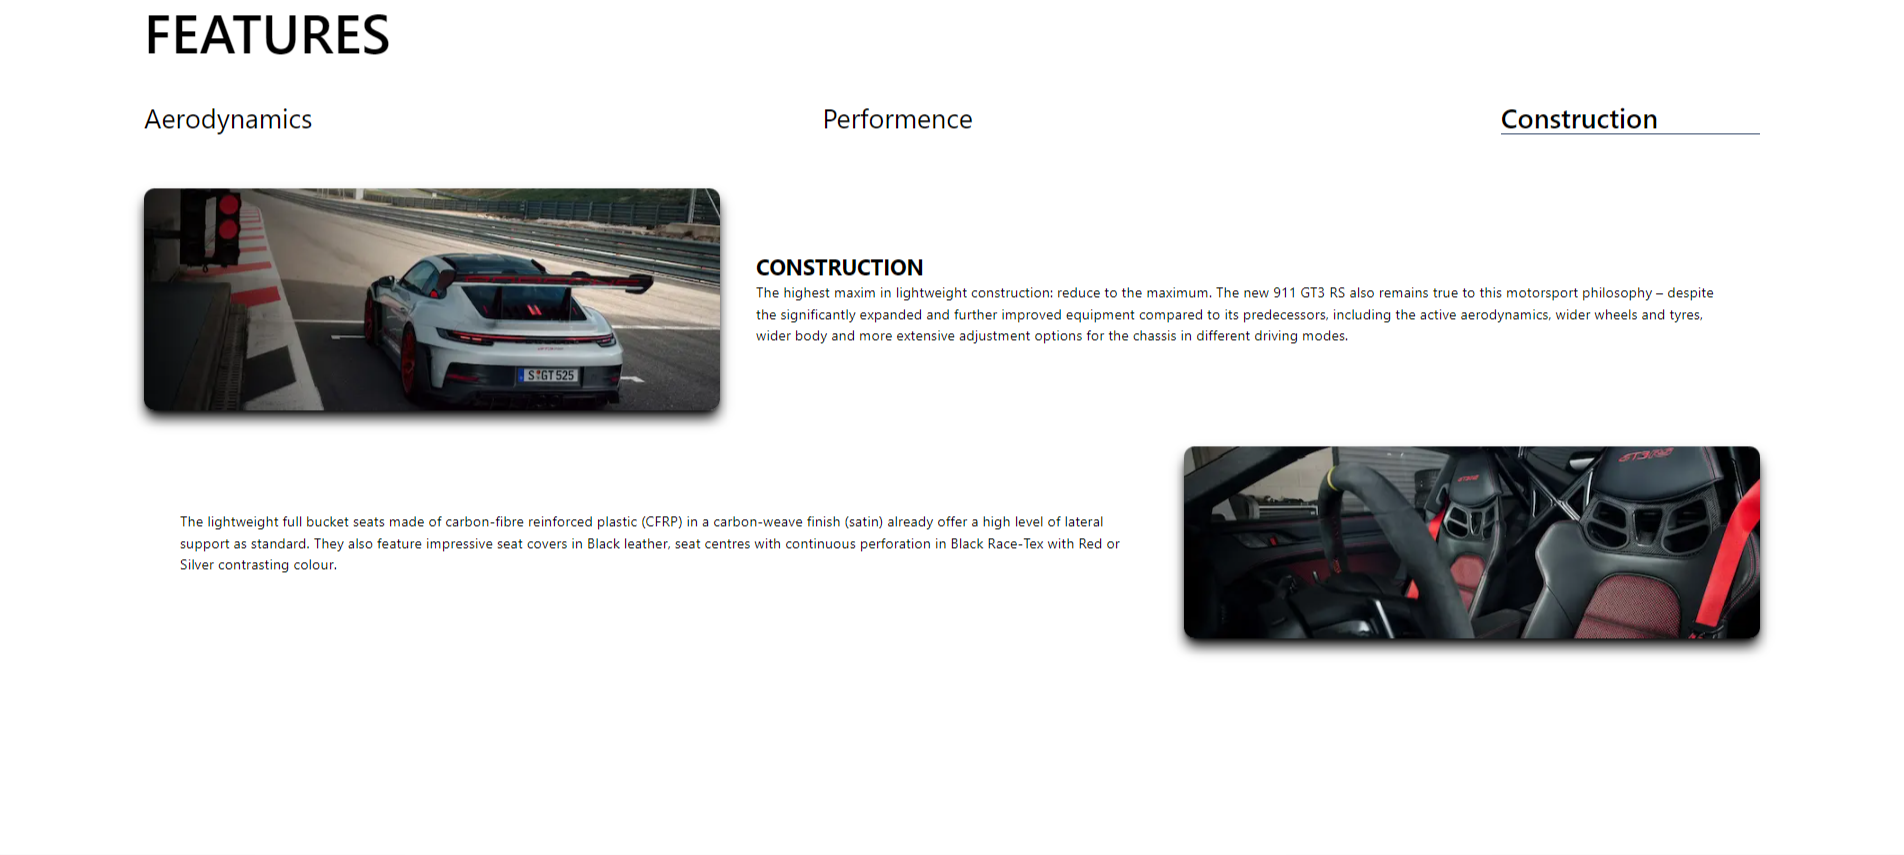 FEATURES
Aerodynamics
Performence
Construction
S GT 525
CONSTRUCTION
The highest maxim in lightweight construction: reduce to the maximum. The new 911 GT3 RS also remains true to this motorsport philosophy – despite
the significantly expanded and further improved equipment compared to its predecessors, including the active aerodynamics, wider wheels and tyres,
wider body and more extensive adjustment options for the chassis in different driving modes.
The lightweight full bucket seats made of carbon-fibre reinforced plastic (CFRP) in a carbon-weave finish (satin) already offer a high level of lateral
support as standard. They also feature impressive seat covers in Black leather, seat centres with continuous perforation in Black Race-Tex with Red or
Silver contrasting colour.
GT3 RS